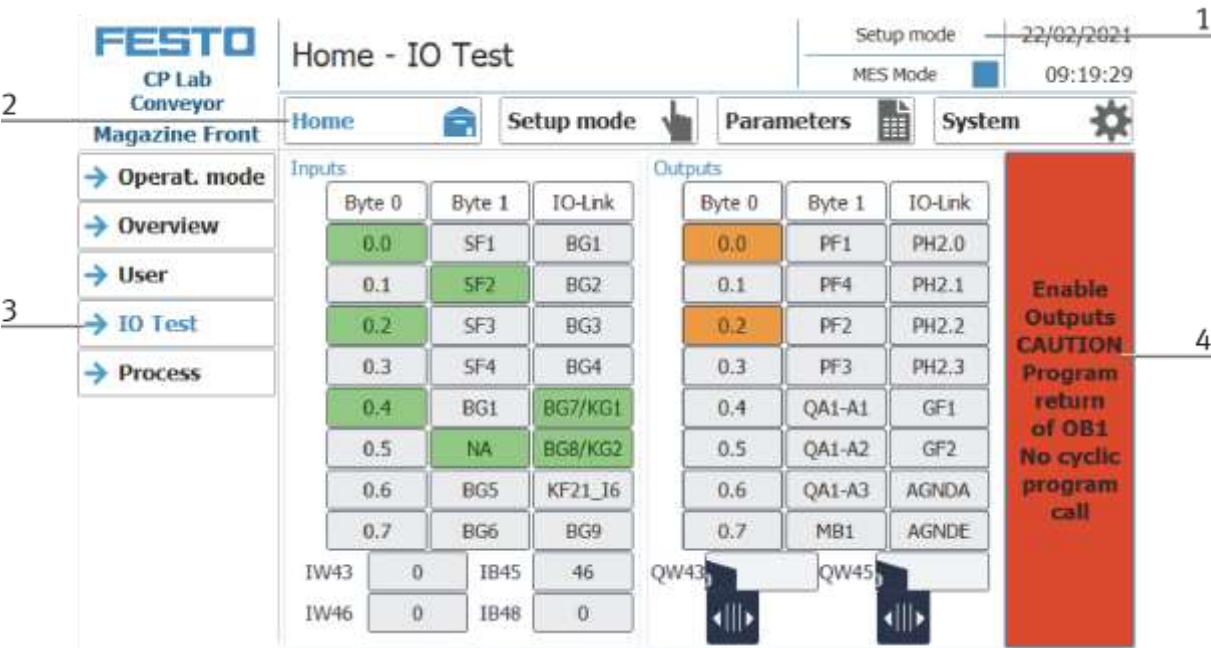 FESTO
CP Lab
Conveyor
Magazine Front
Home - IO Test
Setup mode
22/02/2021
MES Mode
09:19:29
1
2
3
4
Home
Setup mode
Parameters
System
Operat. mode
Overview
User
IO Test
Process
Inputs
Byte 0 Byte 1 IO-Link
0.0 SF1 BG1
0.1 SF2 BG2
0.2 SF3 BG3
0.3 SF4 BG4
0.4 BG1 BG7/KG1
0.5 NA BG8/KG2
0.6 BG5 KF21_I6
0.7 BG6 BG9
IW43 0 IB45 46
IW46 0 IB48 0
Outputs
Byte 0 Byte 1 IO-Link
0.0 PF1 PH2.0
0.1 PF4 PH2.1
0.2 PF2 PH2.2
0.3 PF3 PH2.3
0.4 QA1-A1 GF1
0.5 QA1-A2 GF2
0.6 QA1-A3 AGNDA
0.7 MB1 AGNDE
QW43 QW45
Enable
Outputs
CAUTION
Program
return
of OB1
No cyclic
program
call